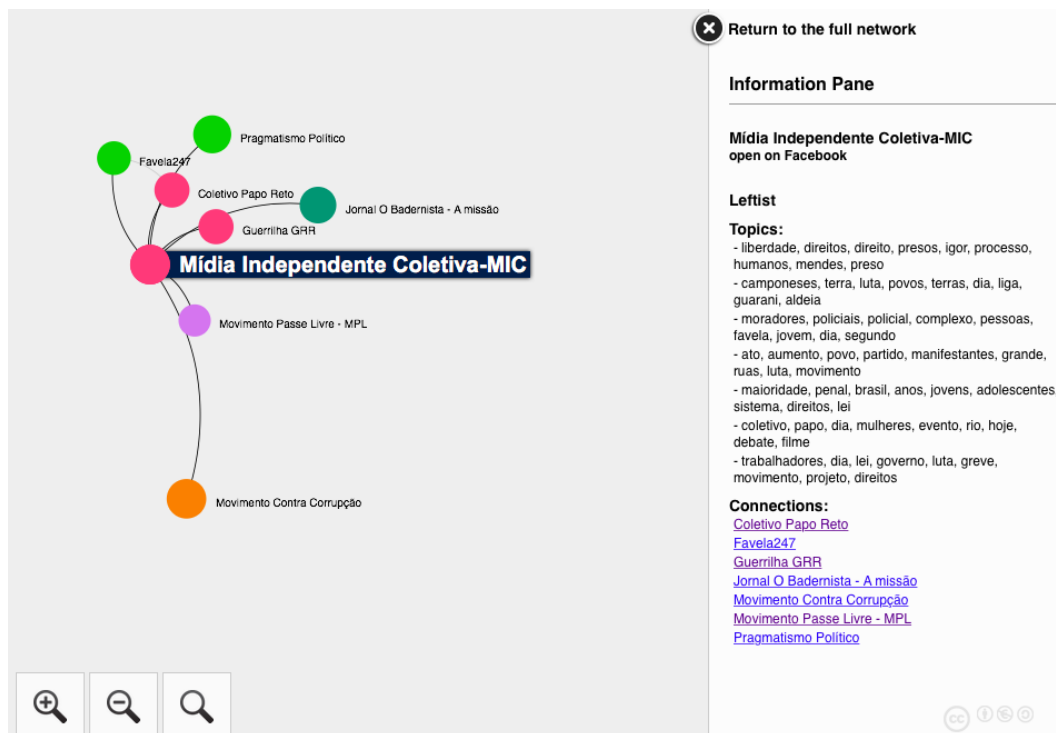 Return to the full network
Information Pane
Mídia Independente Coletiva-MIC
open on Facebook
Leftist
Topics:
- liberdade, direitos, direito, presos, igor, processo,
humanos, mendes, preso
- camponeses, terra, luta, povos, terras, dia, liga,
guarani, aldeia
- moradores, policiais, policial, complexo, pessoas,
favela, jovem, dia, segundo
- ato, aumento, povo, partido, manifestantes, grande,
ruas, luta, movimento
- maioridade, penal, brasil, anos, jovens, adolescentes,
sistema, direitos, lei
- coletivo, papo, dia, mulheres, evento, rio, hoje,
debate, filme
- trabalhadores, dia, lei, governo, luta, greve,
movimento, projeto, direitos
Connections:
Coletivo Papo Reto
Favela247
Guerrilha GRR
Jornal O Badernista - A missão
Movimento Contra Corrupção
Movimento Passe Livre - MPL
Pragmatismo Político
Pragmatismo Político
Favela247
Coletivo Papo Reto
Jornal O Badernista - A missão
Guerrilha GRR
Mídia Independente Coletiva-MIC
Movimento Passe Livre - MPL
Movimento Contra Corrupção
cc